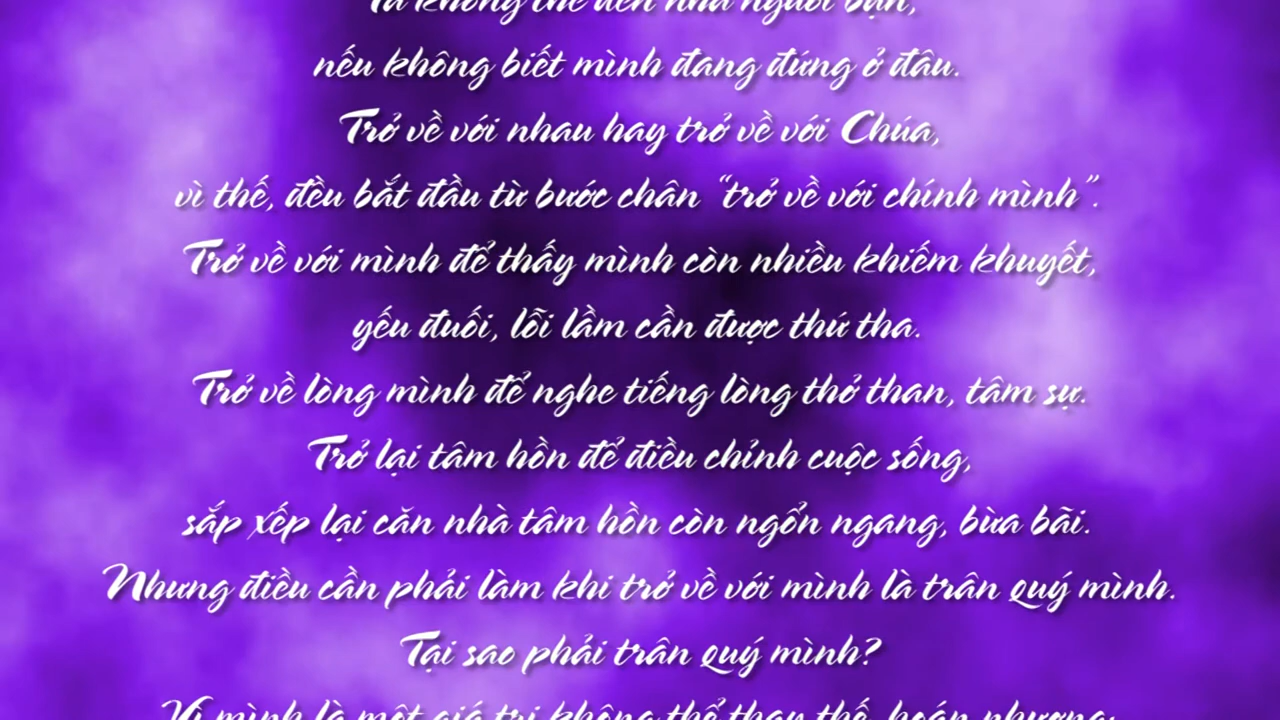 Ta không thể đến nhà người bạn,
nếu không biết mình đang đứng ở đâu.
Trở về với nhau hay trở về với Chúa,
vì thế, đều bắt đầu từ bước chân “trở về với chính mình”.
Trở về với mình để thấy mình còn nhiều khiếm khuyết,
yếu đuối, lỗi lầm cần được thứ tha.
Trở về lòng mình để nghe tiếng lòng thở than, tâm sự.
Trở lại tâm hồn để điều chỉnh cuộc sống,
sắp xếp lại căn nhà tâm hồn còn ngổn ngang, bừa bãi.
Nhưng điều cần phải làm khi trở về với mình là trân quý mình.
Tại sao phải trân quý mình?
Vì mình là một giá trị không thể thay thế, hoán nhượng;